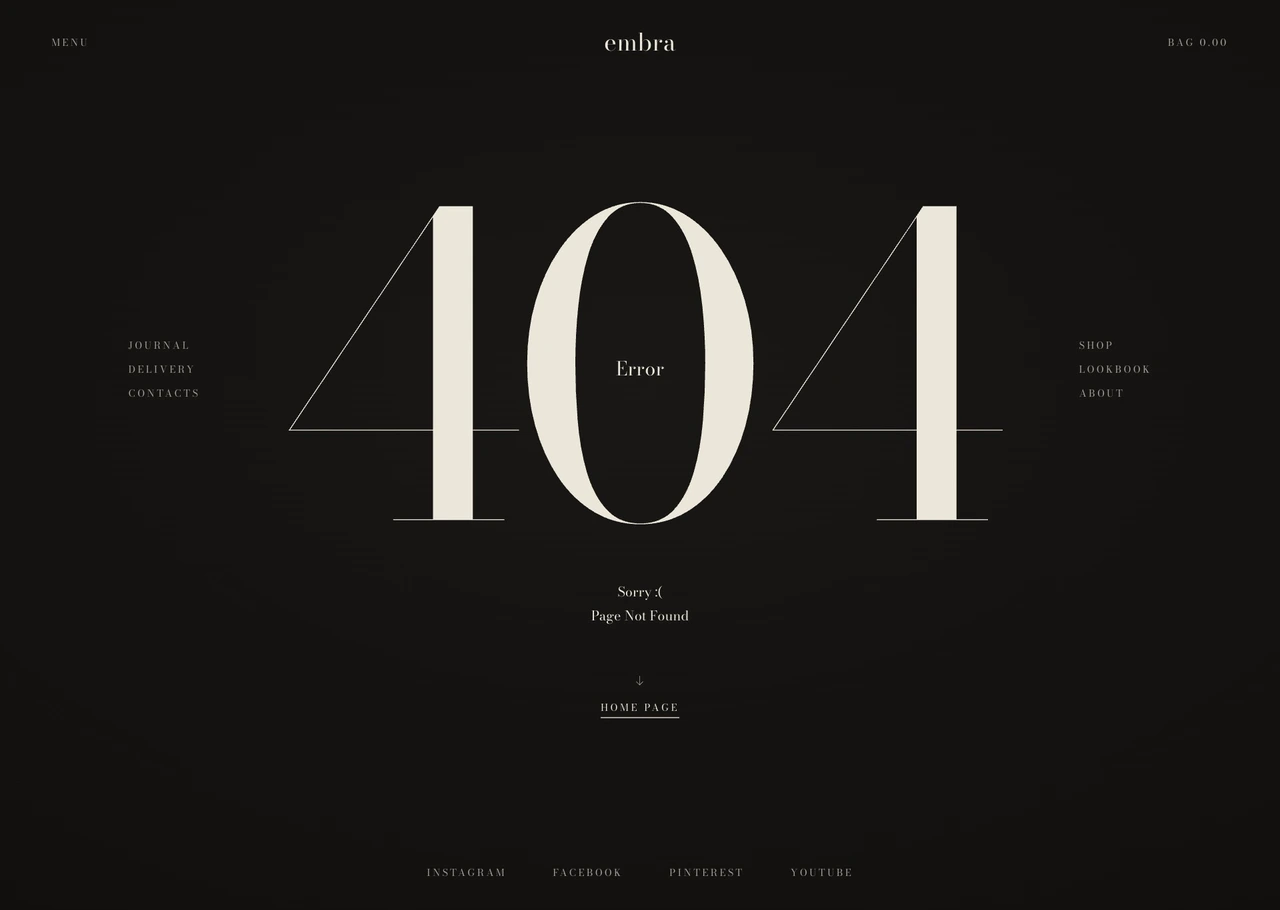 MENU
embra
BAG 0.00
404
Error
JOURNAL
DELIVERY
CONTACTS
SHOP
LOOKBOOK
ABOUT
Sorry :(
Page Not Found
↓
HOME PAGE
INSTAGRAM
FACEBOOK
PINTEREST
YOUTUBE